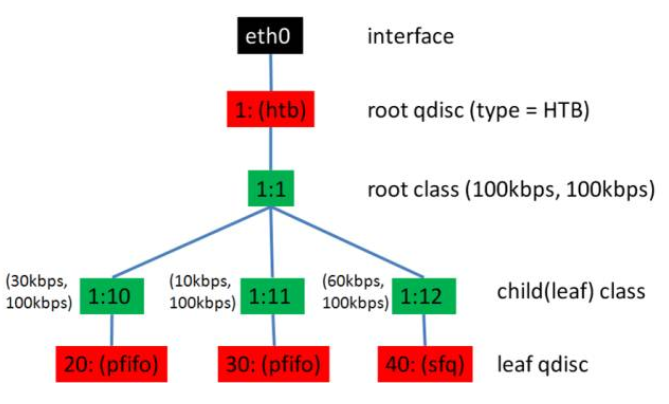 eth0 interface
1: (htb) root qdisc (type = HTB)
1:1 root class (100kbps, 100kbps)
(30kbps,
100kbps) 1:10
(10kbps,
100kbps) 1:11
(60kbps,
100kbps) 1:12
child(leaf) class
20: (pfifo) 30: (pfifo) 40: (sfq) leaf qdisc